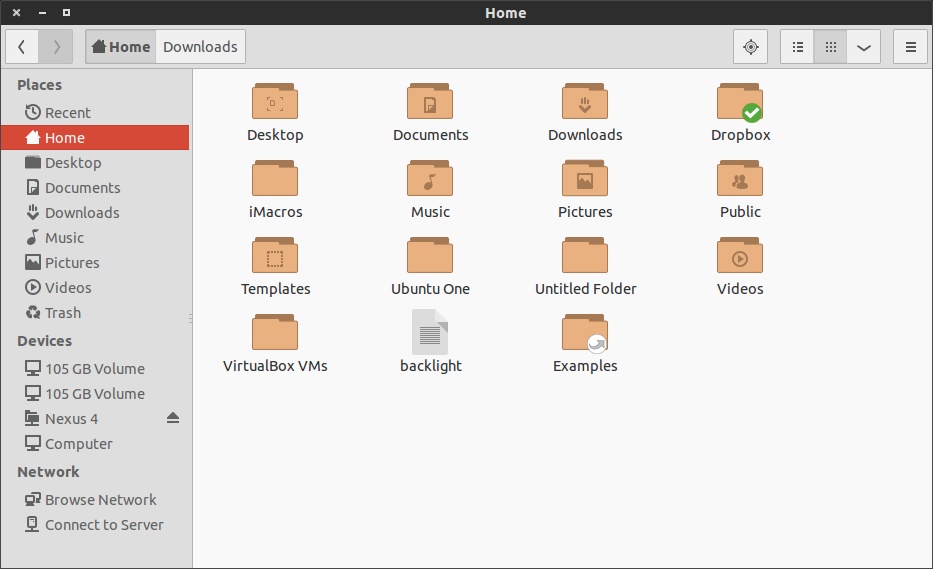 Home
Home Downloads
Places
Recent
Home
Desktop
Documents
Downloads
Music
Pictures
Videos
Trash
Devices
105 GB Volume
105 GB Volume
Nexus 4
Computer
Network
Browse Network
Connect to Server
Desktop Documents Downloads Dropbox
iMacros Music Pictures Public
Templates Ubuntu One Untitled Folder Videos
VirtualBox VMs backlight Examples